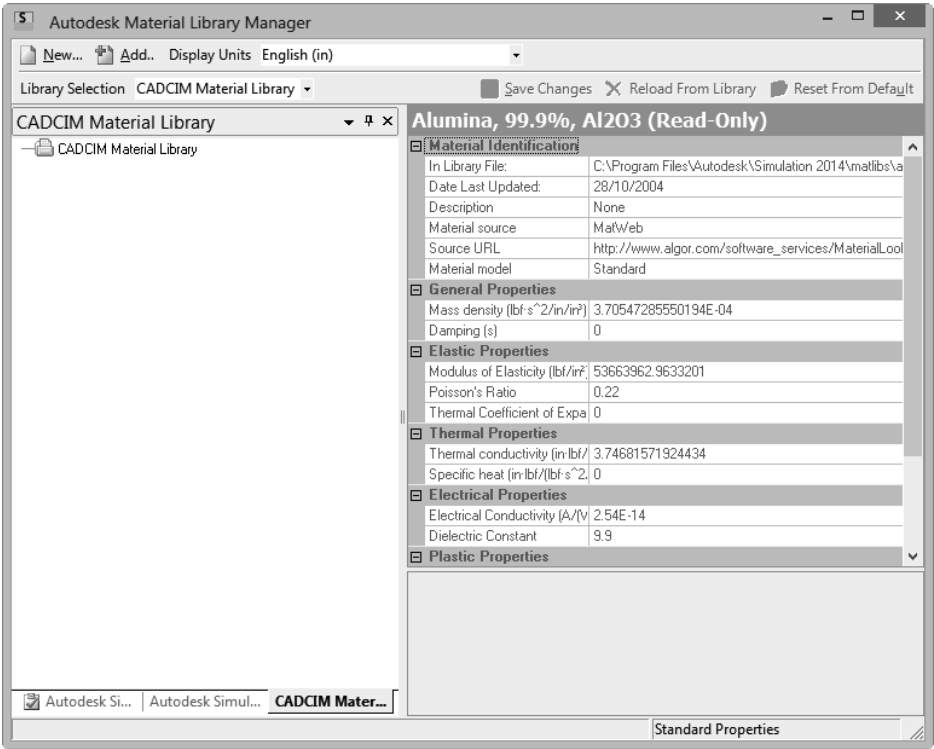 S Autodesk Material Library Manager
New... Add.. Display Units English (in)
Library Selection CADCIM Material Library Save Changes Reload From Library Reset From Default
CADCIM Material Library
CADCIM Material Library
Autodesk Si... Autodesk Simul... CADCIM Mater...
Alumina, 99.9%, Al2O3 (Read-Only)
Material Identification
In Library File: C:\Program Files\Autodesk\Simulation 2014\matlibs\a
Date Last Updated: 28/10/2004
Description None
Material source MatWeb
Source URL http://www.algor.com/software_services/MaterialLool
Material model Standard
General Properties
Mass density (lbf·s^2/in/in³) 3.70547285550194E-04
Damping (s) 0
Elastic Properties
Modulus of Elasticity (lbf/in² 53663962.9633201
Poisson's Ratio 0.22
Thermal Coefficient of Expa 0
Thermal Properties
Thermal conductivity (in·lbf/ 3.74681571924434
Specific heat (in·lbf/(lbf·s^2. 0
Electrical Properties
Electrical Conductivity (A/(V 2.54E-14
Dielectric Constant 9.9
Plastic Properties
Standard Properties